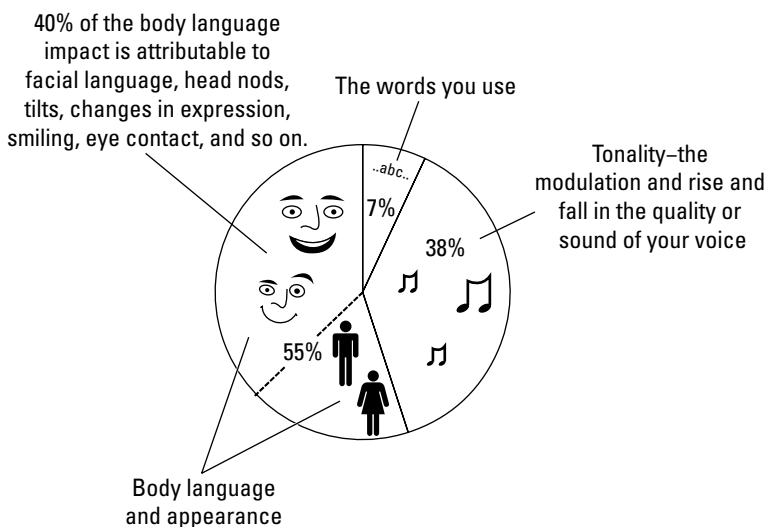 40% of the body language
impact is attributable to
facial language, head nods,
tilts, changes in expression,
smiling, eye contact, and so on.
The words you use
..abc..
7%
Tonality–the
modulation and rise and
fall in the quality or
sound of your voice
38%
55%
Body language
and appearance